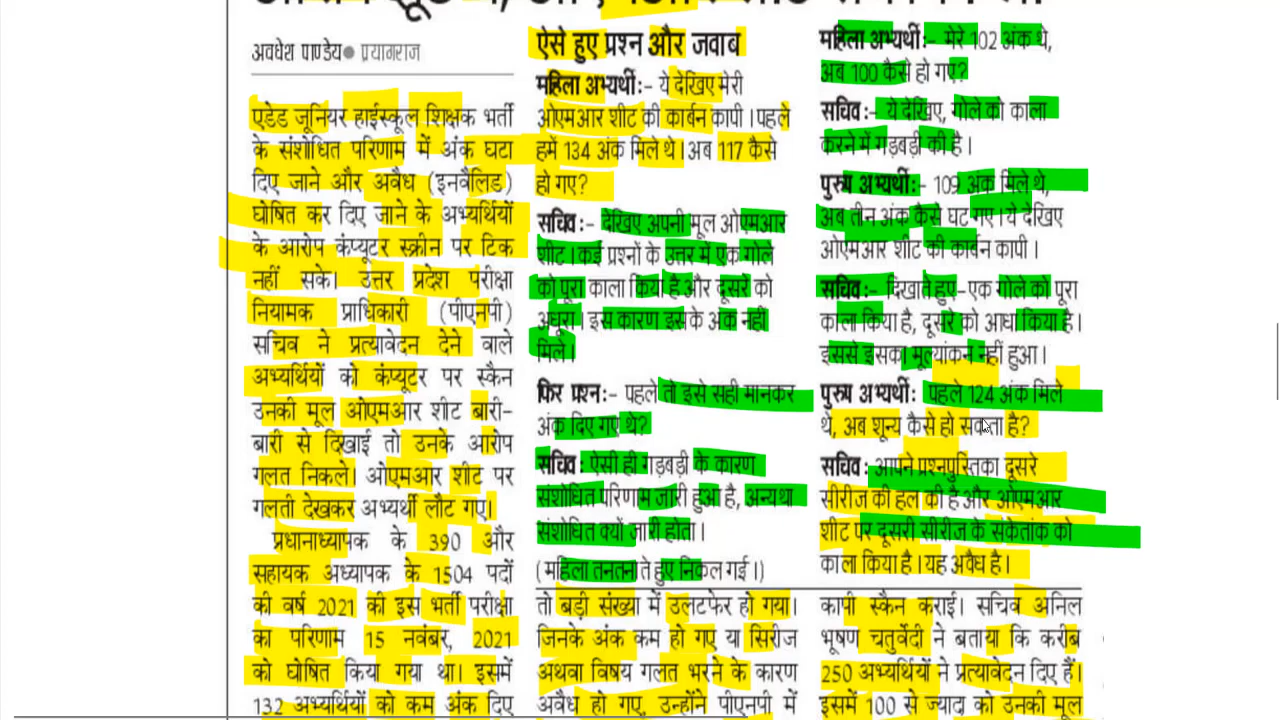 अवधेश पाण्डेय● प्रयागराज
एडेड जूनियर हाईस्कूल शिक्षक भर्ती
के संशोधित परिणाम में अंक घटा
दिए जाने और अवैध (इनवैलिड)
घोषित कर दिए जाने के अभ्यर्थियों
के आरोप कंप्यूटर स्क्रीन पर टिक
नहीं सके। उत्तर प्रदेश परीक्षा
नियामक प्राधिकारी (पीएनपी)
सचिव ने प्रत्यावेदन देने वाले
अभ्यर्थियों को कंप्यूटर पर स्कैन
उनकी मूल ओएमआर शीट बारी-
बारी से दिखाई तो उनके आरोप
गलत निकले। ओएमआर शीट पर
गलती देखकर अभ्यर्थी लौट गए।
प्रधानाध्यापक के 390 और
सहायक अध्यापक के 1504 पदों
की वर्ष 2021 की इस भर्ती परीक्षा
का परिणाम 15 नवंबर, 2021
को घोषित किया गया था। इसमें
132 अभ्यर्थियों को कम अंक दिए
ऐसे हुए प्रश्न और जवाब
महिला अभ्यर्थी:- ये देखिए मेरी
ओएमआर शीट की कार्बन कापी। पहले
हमें 134 अंक मिले थे। अब 117 कैसे
हो गए?
सचिव:- देखिए अपनी मूल ओएमआर
शीट। कई प्रश्नों के उत्तर में एक गोले
को पूरा काला किया है और दूसरे को
अधूरा। इस कारण इसके अंक नहीं
मिले।
फिर प्रश्न:- पहले तो इसे सही मानकर
अंक दिए गए थे?
सचिव: ऐसी ही गड़बड़ी के कारण
संशोधित परिणाम जारी हुआ है, अन्यथा
संशोधित क्यों जारी होता।
(महिला तनतनाते हुए निकल गई।)
तो बड़ी संख्या में उलटफेर हो गया।
जिनके अंक कम हो गए या सिरीज
अथवा विषय गलत भरने के कारण
अवैध हो गए, उन्होंने पीएनपी में
महिला अभ्यर्थी:- मेरे 102 अंक थे,
अब 100 कैसे हो गए?
सचिव:- ये देखिए, गोले को काला
करने में गड़बड़ी की है।
पुरुष अभ्यर्थी:- 109 अंक मिले थे,
अब तीन अंक कैसे घट गए। ये देखिए
ओएमआर शीट की कार्बन कापी।
सचिव:- दिखाते हुए-एक गोले को पूरा
काला किया है, दूसरे को आधा किया है।
इससे इसका मूल्यांकन नहीं हुआ।
पुरुष अभ्यर्थी: पहले 124 अंक मिले
थे, अब शून्य कैसे हो सकता है?
सचिव: आपने प्रश्नपुस्तिका दूसरे
सीरीज की हल की है और ओएमआर
शीट पर दूसरी सीरीज के संकेतांक को
काला किया है। यह अवैध है।
कापी स्कैन कराई। सचिव अनिल
भूषण चतुर्वेदी ने बताया कि करीब
250 अभ्यर्थियों ने प्रत्यावेदन दिए हैं।
इसमें 100 से ज्यादा को उनकी मूल